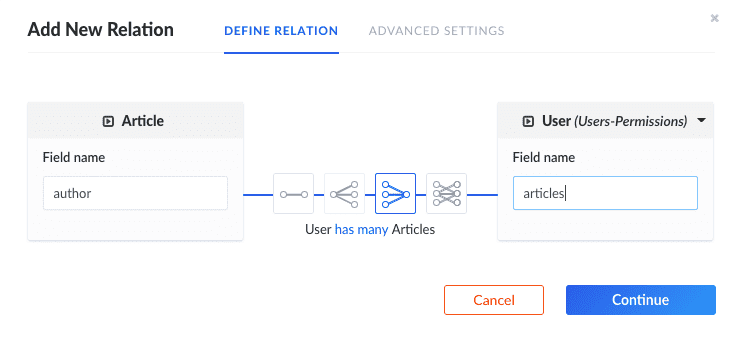 Add New Relation
DEFINE RELATION
ADVANCED SETTINGS
Article
User (Users-Permissions)
Field name
Field name
author
articles
User has many Articles
Cancel
Continue